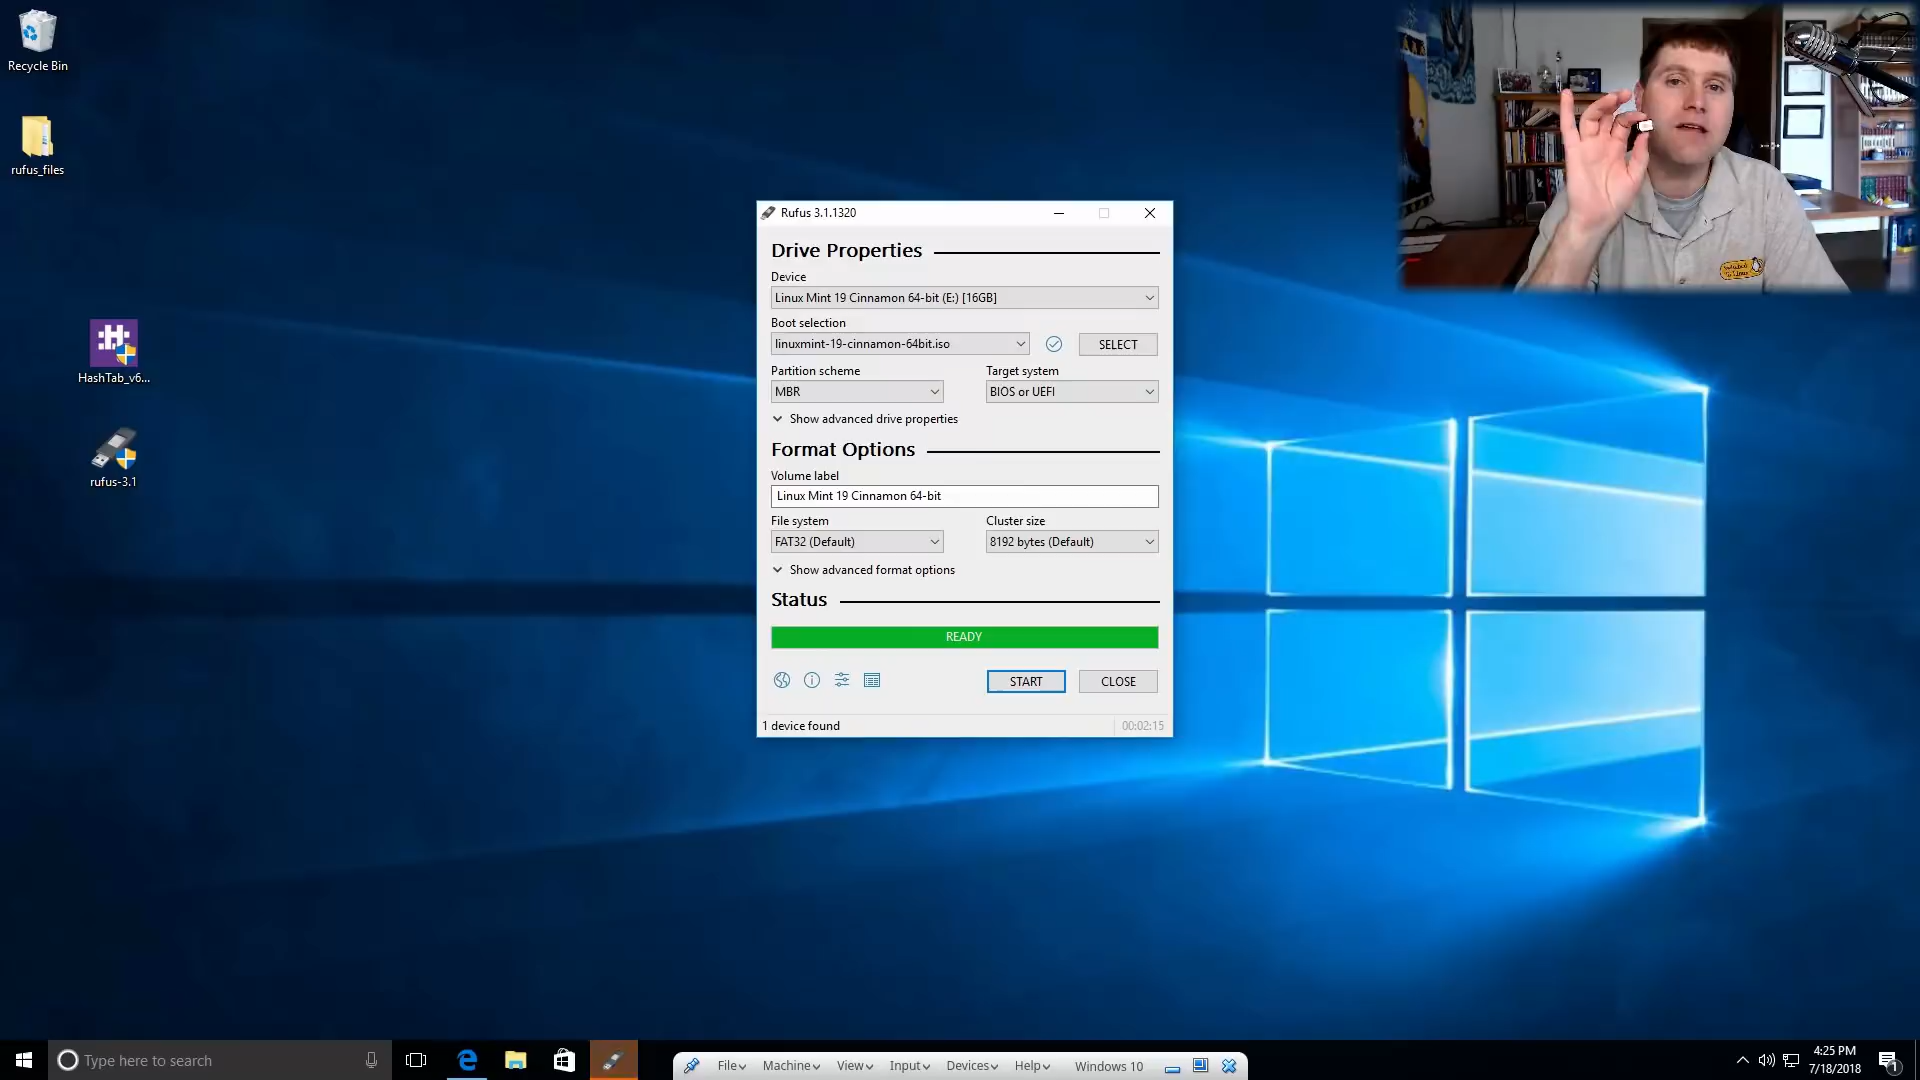 Recycle Bin
rufus_files
HashTab_v6...
rufus-3.1
Rufus 3.1.1320
Drive Properties
Device
Linux Mint 19 Cinnamon 64-bit (E:) [16GB]
Boot selection
linuxmint-19-cinnamon-64bit.iso
SELECT
Partition scheme
Target system
MBR
BIOS or UEFI
Show advanced drive properties
Format Options
Volume label
Linux Mint 19 Cinnamon 64-bit
File system
Cluster size
FAT32 (Default)
8192 bytes (Default)
Show advanced format options
Status
READY
START
CLOSE
1 device found
00:02:15
Type here to search
File
Machine
View
Input
Devices
Help
Windows 10
4:25 PM
7/18/2018
1